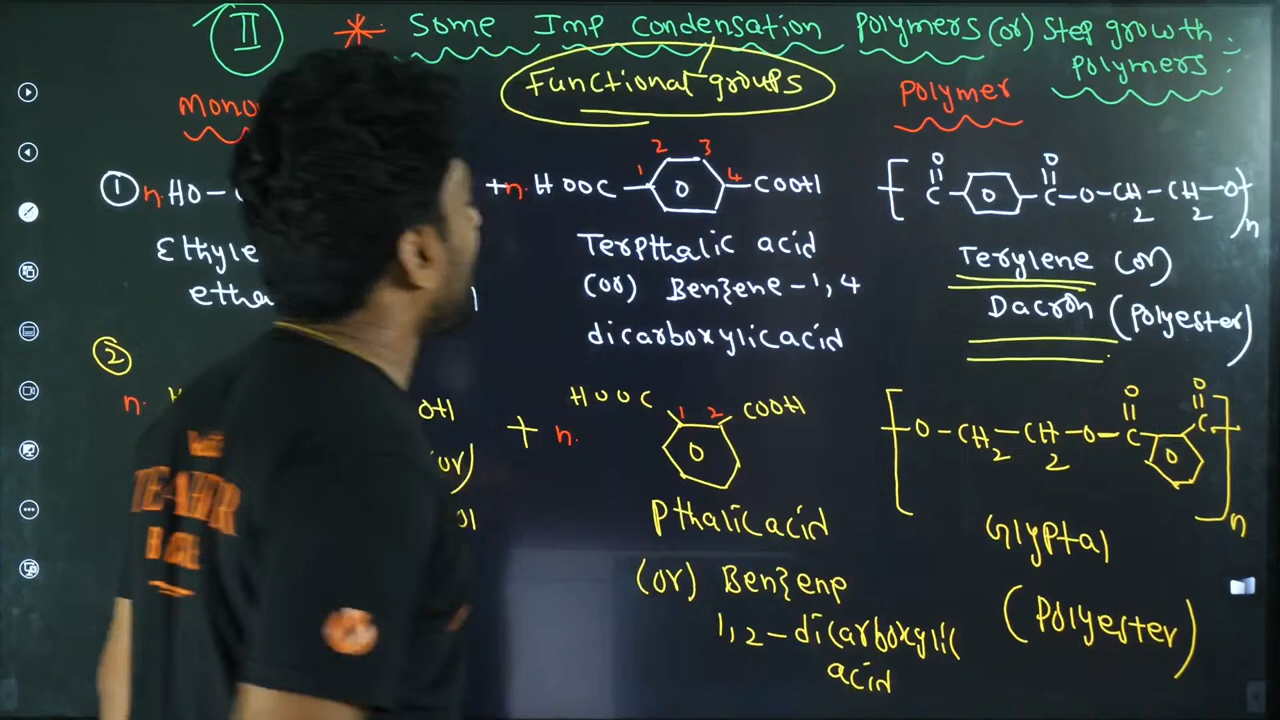 II * Some Imp Condensation Polymers (or) Step growth
Polymers
Functional groups
Mono
Polymer
① n HO –
+ n HOOC 1 2 3 4 COOH
O O
C C – O – CH2 – CH2 – O n
Ethyle
etha
Terpthalic acid
(or) Benzene – 1, 4
dicarboxylic acid
Terylene (or)
Dacron (Polyester)
②
n. H
OH
+ n.
HOOC 1 2 COOH
O O
O – CH2 – CH2 – O – C C n
or)
ol
Pthalic acid
(or) Benzene
1,2 – dicarboxylic
acid
Glyptal
(Polyester)